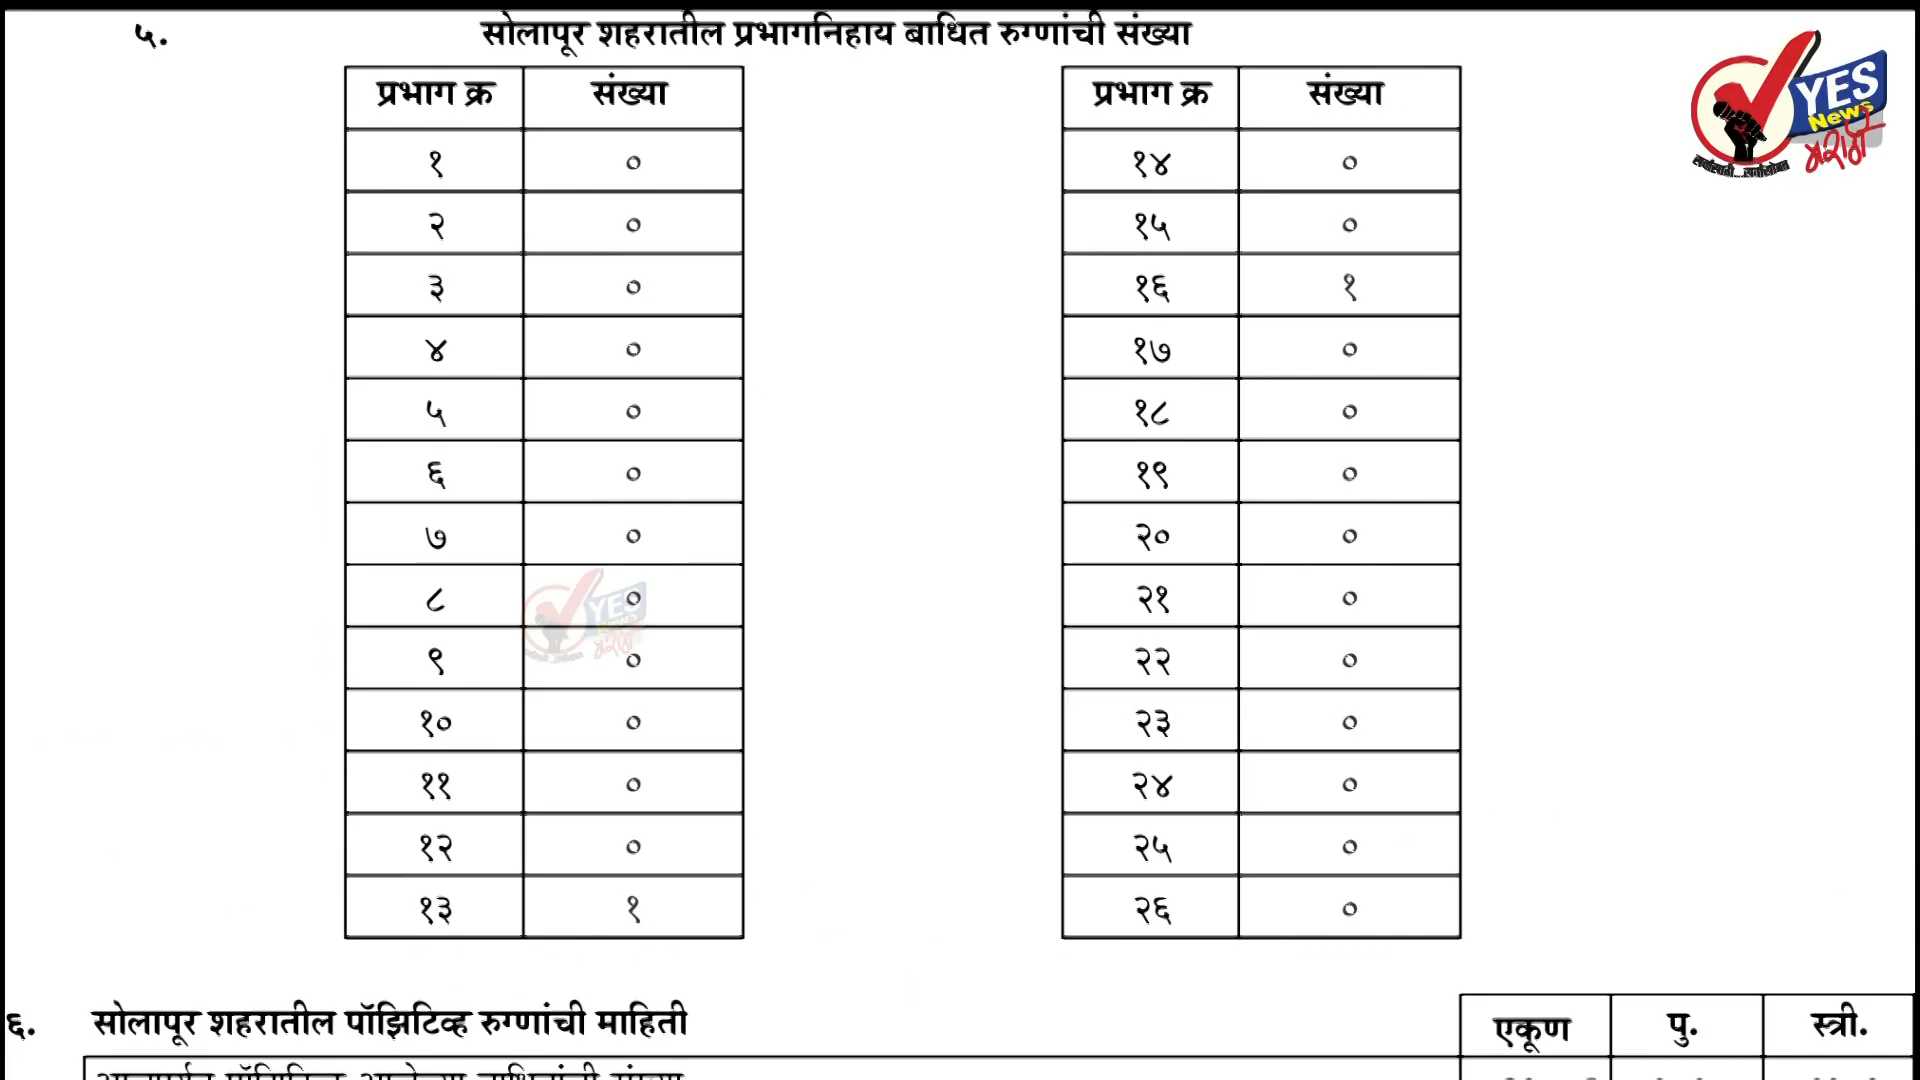 ५. सोलापूर शहरातील प्रभागनिहाय बाधित रुग्णांची संख्या
प्रभाग क्र संख्या
१ ०
२ ०
३ ०
४ ०
५ ०
६ ०
७ ०
८ ०
९ ०
१० ०
११ ०
१२ ०
१३ १
प्रभाग क्र संख्या
१४ ०
१५ ०
१६ १
१७ ०
१८ ०
१९ ०
२० ०
२१ ०
२२ ०
२३ ०
२४ ०
२५ ०
२६ ०
YES
News
मराठी
सर्वांसाठी...सर्वांसोबत
६. सोलापूर शहरातील पॉझिटिव्ह रुग्णांची माहिती
एकूण पु. स्त्री.